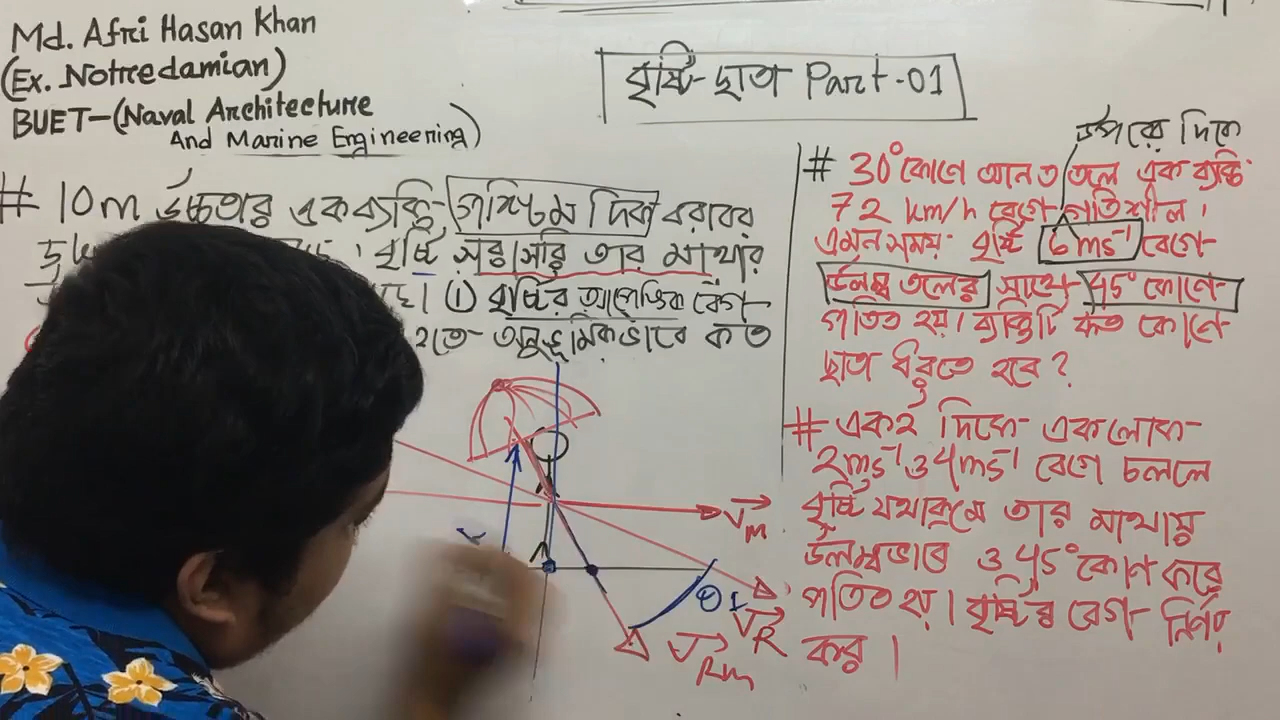 Md. Afri Hasan Khan
(Ex. Notredamian)
BUET-(Naval Architecture
And Marine Engineering)
বৃষ্টি-ছাতা Part-01
# 10m উচ্চতার একব্যক্তি পশ্চিম দিক বরাবর
বৃষ্টি সরাসরি তার মাথার
(i) বৃষ্টির আপেক্ষিক বেগ
হতে অনুভূমিকভাবে কত
উপরের দিকে
# 30° কোণে আনত তলে এক ব্যক্তি
72 km/h বেগে গতিশীল।
এমন সময় বৃষ্টি 6ms⁻¹ বেগে
উলম্ব তলের সাথে 45° কোণে
পতিত হয়। ব্যক্তিটি কত কোণে
ছাতা ধরতে হবে?
# একই দিকে একলোক
2ms⁻¹ ও 4ms⁻¹ বেগে চললে
বৃষ্টি যথাক্রমে তার মাথায়
উলম্বভাবে ও 45° কোণ করে
পতিত হয়। বৃষ্টির বেগ নির্ণয়
কর।
V_M
θ
V_R
V_RM